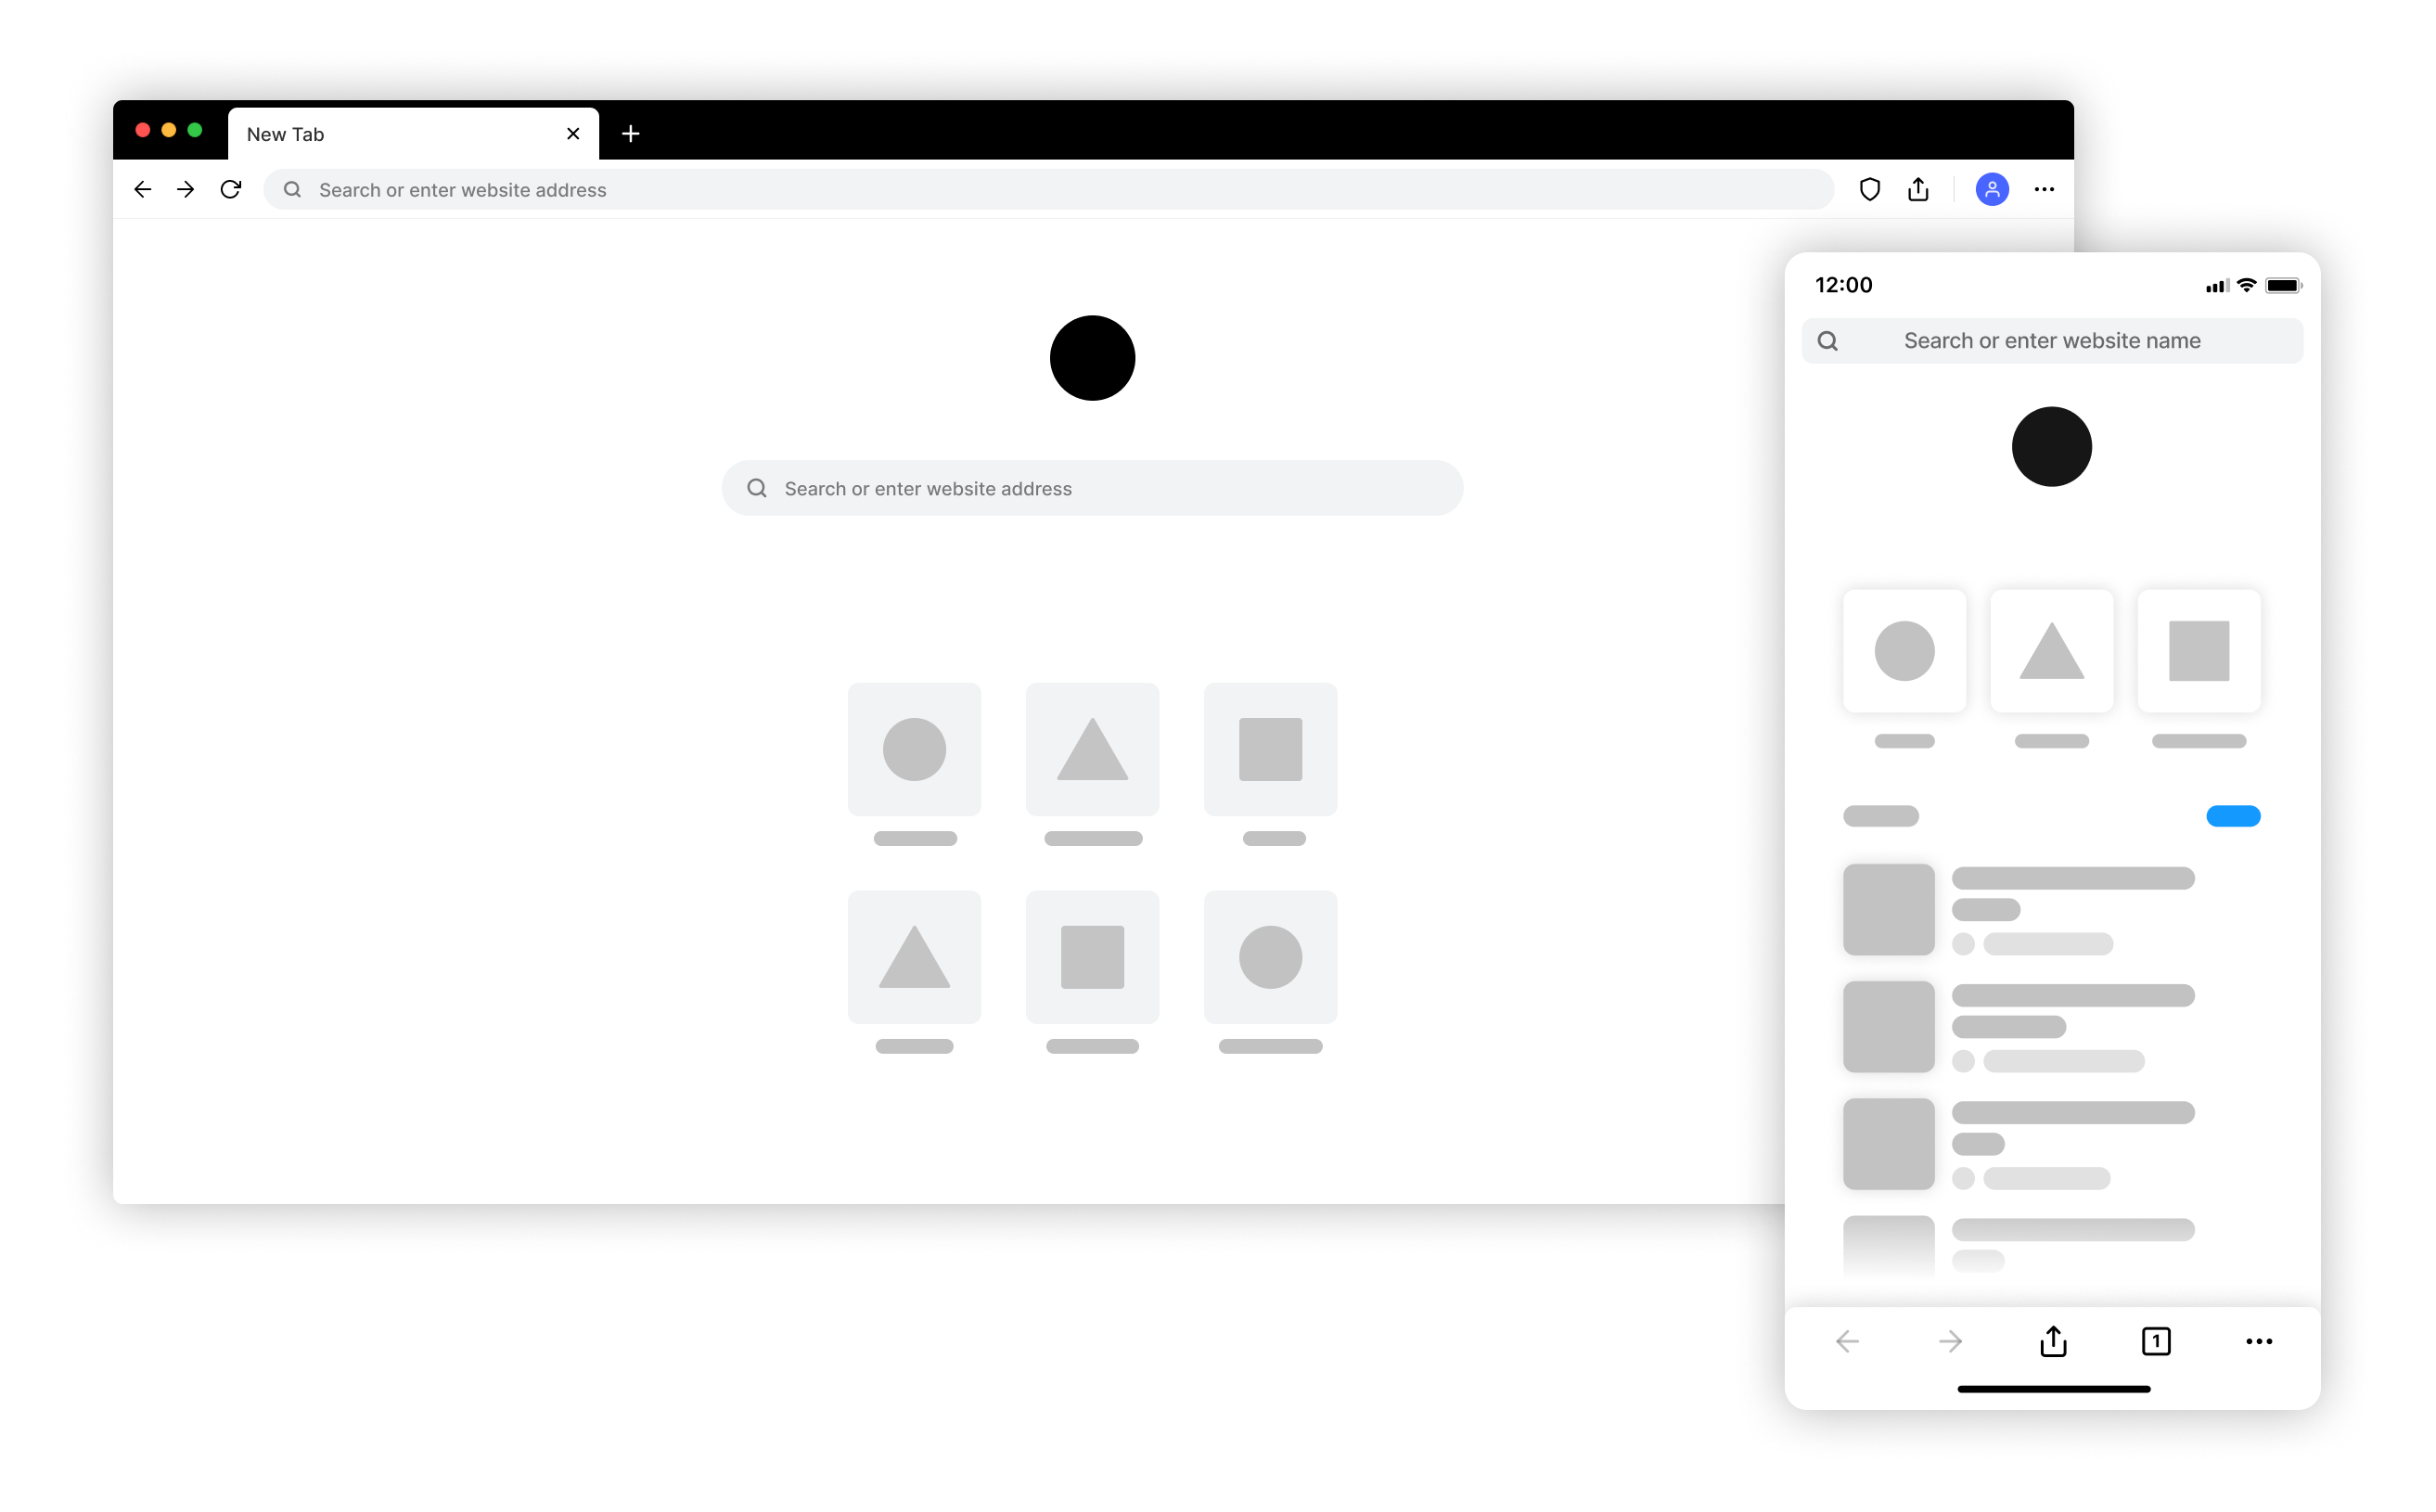 New Tab
Search or enter website address
12:00
Search or enter website name
Search or enter website address
1